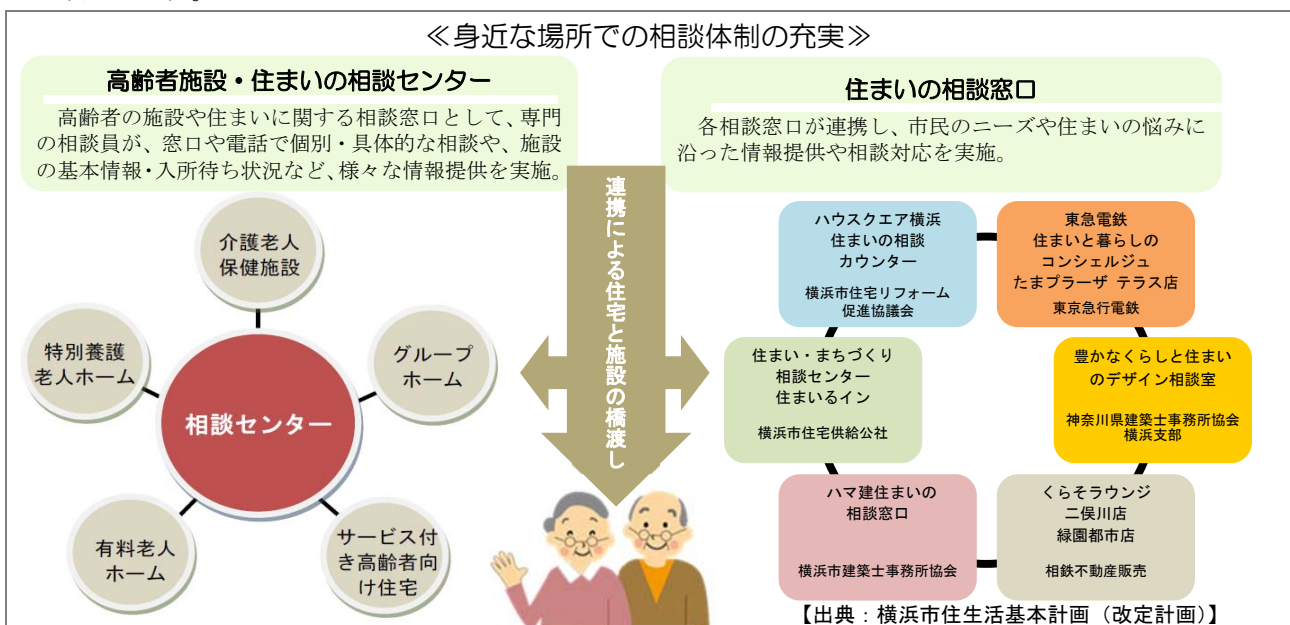 ≪身近な場所での相談体制の充実≫
高齢者施設・住まいの相談センター
高齢者の施設や住まいに関する相談窓口として、専門
の相談員が、窓口や電話で個別・具体的な相談や、施設
の基本情報・入所待ち状況など、様々な情報提供を実施。
介護老人
保健施設
特別養護
老人ホーム
グループ
ホーム
相談センター
有料老人
ホーム
サービス付
き高齢者向
け住宅
連携による住宅と施設の橋渡し
住まいの相談窓口
各相談窓口が連携し、市民のニーズや住まいの悩みに
沿った情報提供や相談対応を実施。
ハウスクエア横浜
住まいの相談
カウンター
横浜市住宅リフォーム
促進協議会
東急電鉄
住まいと暮らしの
コンシェルジュ
たまプラーザ テラス店
東京急行電鉄
住まい・まちづくり
相談センター
住まいるイン
横浜市住宅供給公社
豊かなくらしと住まい
のデザイン相談室
神奈川県建築士事務所協会
横浜支部
ハマ建住まいの
相談窓口
横浜市建築士事務所協会
くらそラウンジ
二俣川店
緑園都市店
相鉄不動産販売
【出典：横浜市住生活基本計画（改定計画）】